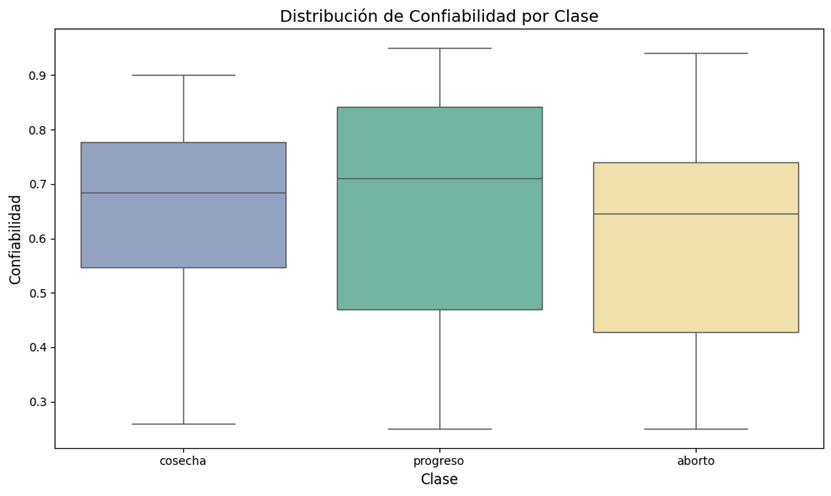 Distribución de Confiabilidad por Clase
Confiabilidad
0.9
0.8
0.7
0.6
0.5
0.4
0.3
cosecha
progreso
aborto
Clase